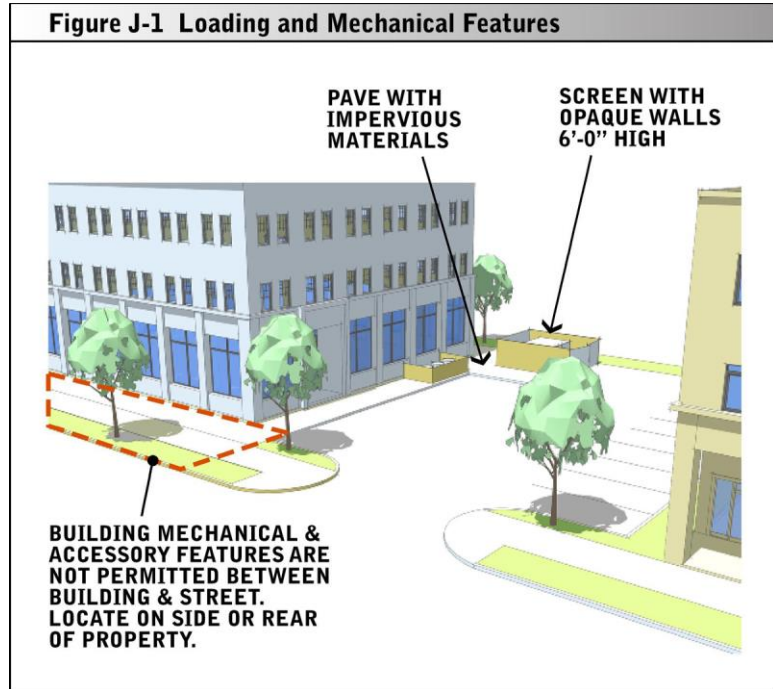 Figure J-1 Loading and Mechanical Features
PAVE WITH
IMPERVIOUS
MATERIALS
SCREEN WITH
OPAQUE WALLS
6'-0” HIGH
BUILDING MECHANICAL &
ACCESSORY FEATURES ARE
NOT PERMITTED BETWEEN
BUILDING & STREET.
LOCATE ON SIDE OR REAR
OF PROPERTY.